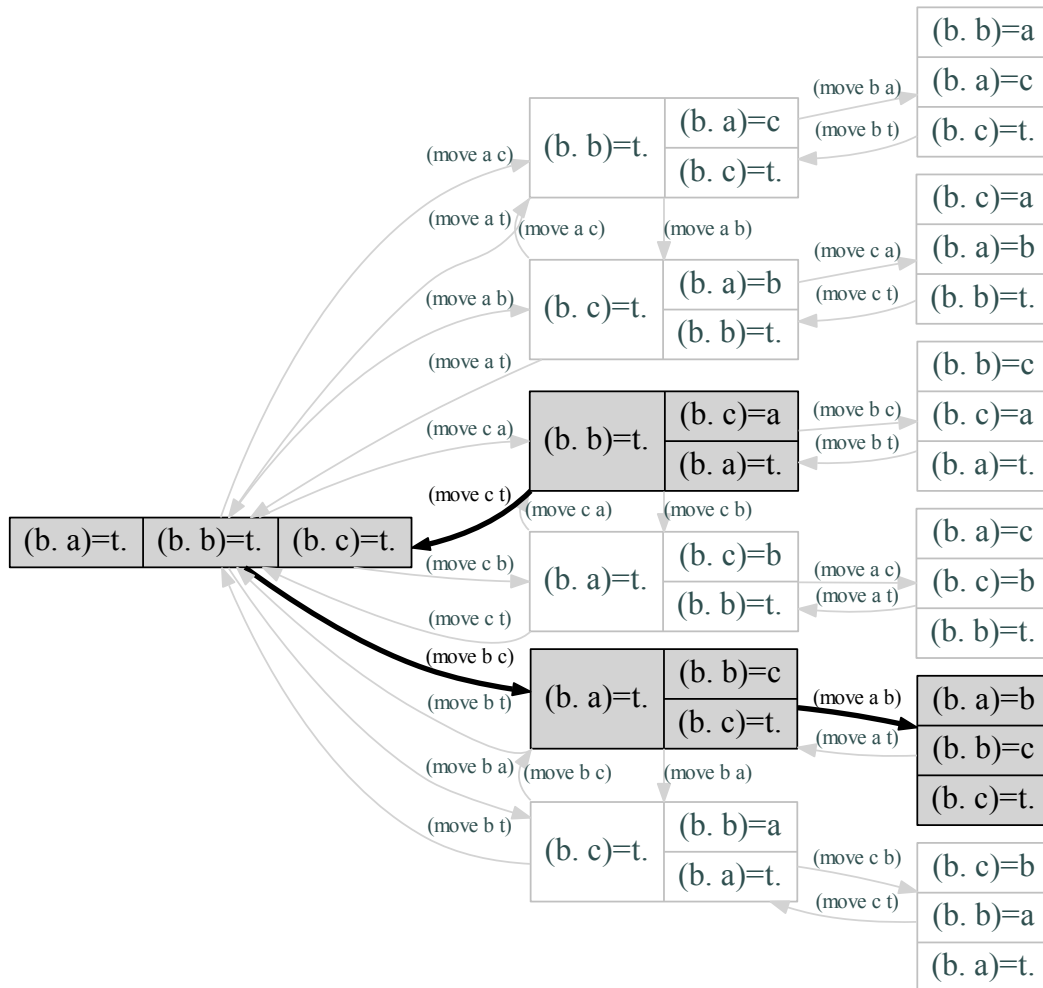 (b. b)=a
(b. a)=c
(b. c)=t.
(move b a)
(move b t)
(b. b)=t.
(b. a)=c
(b. c)=t.
(move a c)
(move a t)
(move a c)
(move a b)
(b. c)=a
(b. a)=b
(b. b)=t.
(move c a)
(move c t)
(b. c)=t.
(b. a)=b
(b. b)=t.
(move a b)
(move a t)
(b. b)=c
(b. c)=a
(b. a)=t.
(move b c)
(move b t)
(b. b)=t.
(b. c)=a
(b. a)=t.
(move c a)
(move c t)
(move c a)
(move c b)
(b. a)=t.
(b. b)=t.
(b. c)=t.
(b. a)=c
(b. c)=b
(b. b)=t.
(move a c)
(move a t)
(b. a)=t.
(b. c)=b
(b. b)=t.
(move c b)
(move c t)
(move b c)
(b. a)=t.
(b. b)=c
(b. c)=t.
(move a b)
(move a t)
(b. a)=b
(b. b)=c
(b. c)=t.
(move b t)
(move b a)
(move b c)
(move b a)
(move b t)
(b. c)=t.
(b. b)=a
(b. a)=t.
(move c b)
(move c t)
(b. c)=b
(b. b)=a
(b. a)=t.